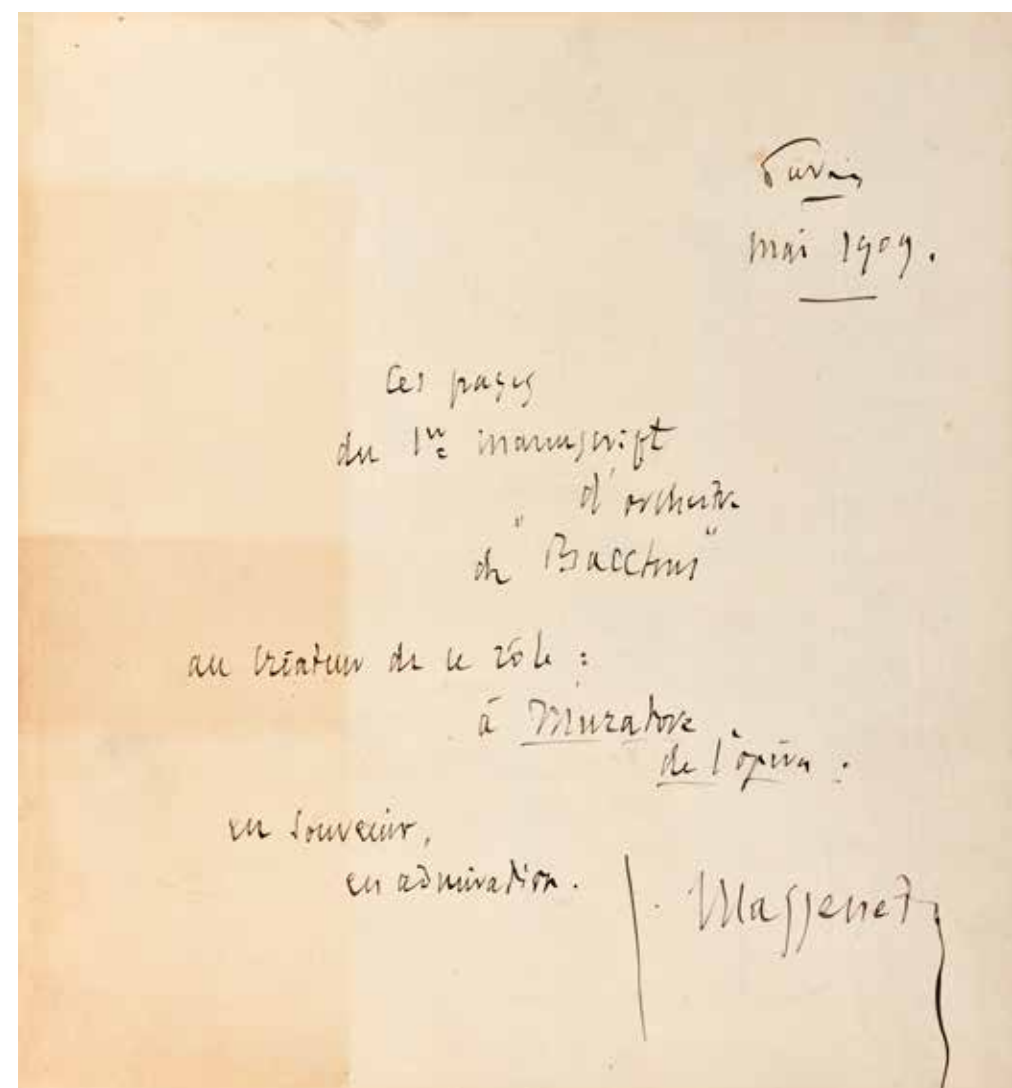 Paris
mai 1909.
Ces pages
du 1er manuscript
d'orchestre
de "Bacchus"
au créateur de ce rôle :
à Muratore
de l'opéra :
en souvenir,
en admiration.
J. Massenet